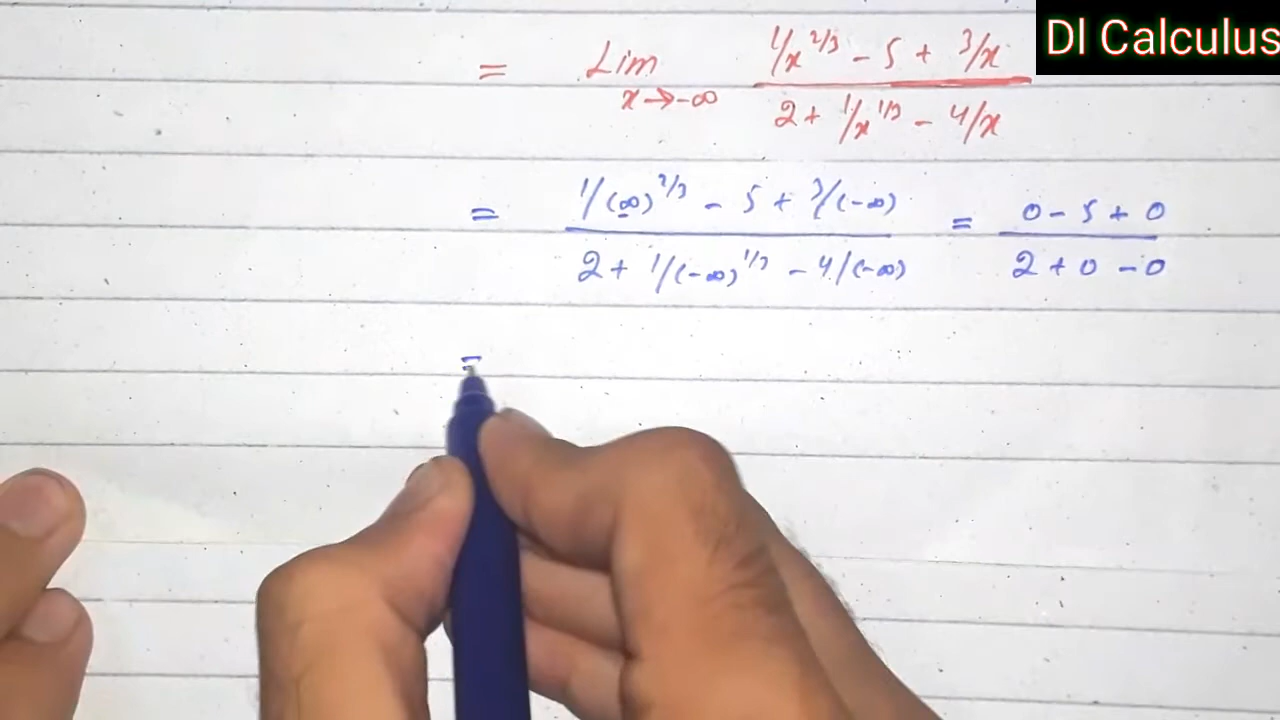 Dl Calculus
= Lim x→-∞ (1/x^2/3 - 5 + 3/x) / (2 + 1/x^1/3 - 4/x)
= (1/(∞)^2/3 - 5 + 3/(-∞)) / (2 + 1/(-∞)^1/3 - 4/(-∞)) = (0 - 5 + 0) / (2 + 0 - 0)
=